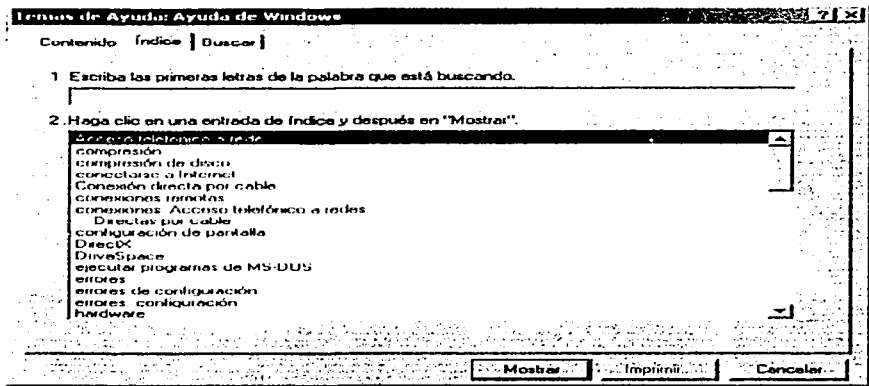 Temas de Ayuda: Ayuda de Windows
Contenido Índice Buscar
1 Escriba las primeras letras de la palabra que está buscando.
2. Haga clic en una entrada de índice y después en "Mostrar".
Acceso telefónico a rede
compresión
compresión de disco
conectarse a Internet
Conexión directa por cable
conexiones remotas
conexiones. Acceso telefónico a redes
Directas por cable
configuración de pantalla
DirectX
DriveSpace
ejecutar programas de MS-DOS
errores
errores de configuración
errores. configuración
hardware
Mostrar Imprimir... Cancelar